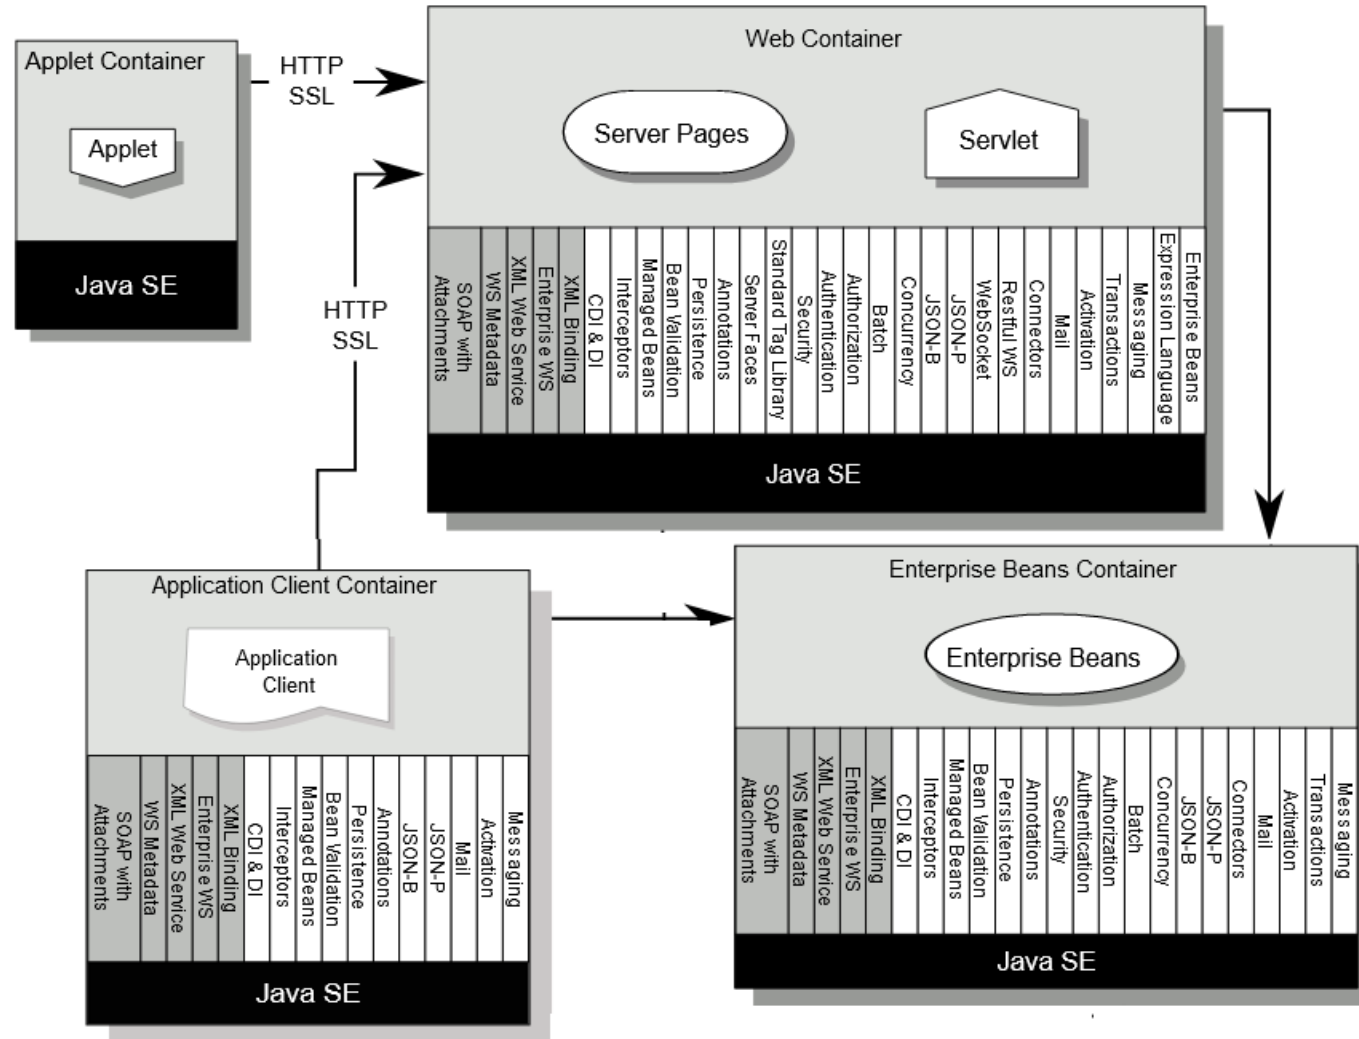 Applet Container
Applet
Java SE
HTTP
SSL
HTTP
SSL
Web Container
Server Pages
Servlet
SOAP with
Attachments
WS Metadata
XML Web Service
Enterprise WS
XML Binding
CDI & DI
Interceptors
Managed Beans
Bean Validation
Persistence
Annotations
Server Faces
Standard Tag Library
Security
Authentication
Authorization
Batch
Concurrency
JSON-B
JSON-P
WebSocket
Restful WS
Connectors
Mail
Activation
Transactions
Messaging
Expression Language
Enterprise Beans
Java SE
Application Client Container
Application
Client
SOAP with
Attachments
WS Metadata
XML Web Service
Enterprise WS
XML Binding
CDI & DI
Interceptors
Managed Beans
Bean Validation
Persistence
Annotations
JSON-B
JSON-P
Mail
Activation
Messaging
Java SE
Enterprise Beans Container
Enterprise Beans
SOAP with
Attachments
WS Metadata
XML Web Service
Enterprise WS
XML Binding
CDI & DI
Interceptors
Managed Beans
Bean Validation
Persistence
Annotations
Security
Authentication
Authorization
Batch
Concurrency
JSON-B
JSON-P
Connectors
Mail
Activation
Transactions
Messaging
Java SE